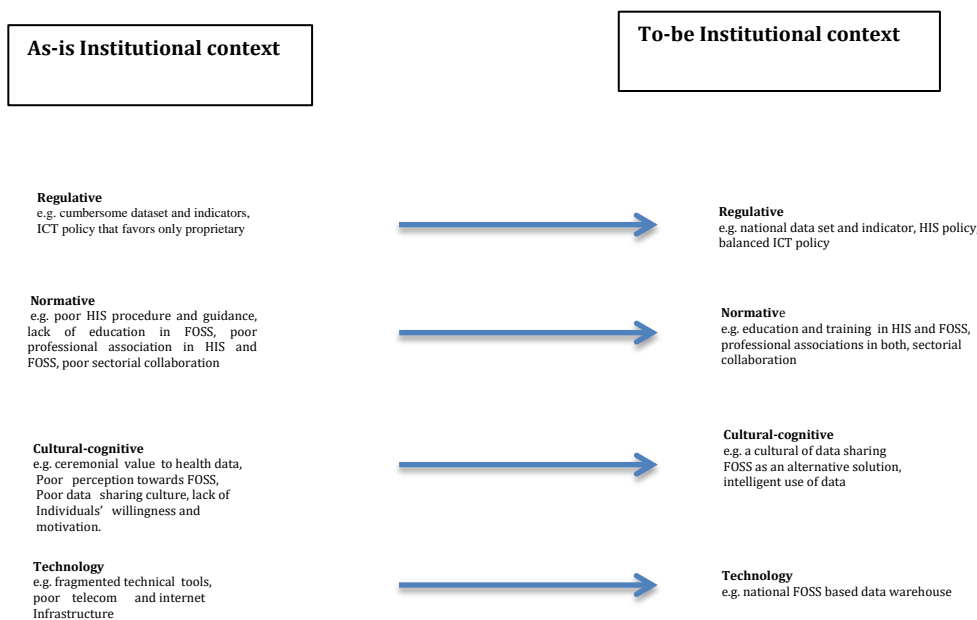 As-is Institutional context
To-be Institutional context
Regulative
e.g. cumbersome dataset and indicators,
ICT policy that favors only proprietary
Regulative
e.g. national data set and indicator, HIS policy,
balanced ICT policy
Normative
e.g. poor HIS procedure and guidance,
lack of education in FOSS, poor
professional association in HIS and
FOSS, poor sectorial collaboration
Normative
e.g. education and training in HIS and FOSS,
professional associations in both, sectorial
collaboration
Cultural-cognitive
e.g. ceremonial value to health data,
Poor perception towards FOSS,
Poor data sharing culture, lack of
Individuals' willingness and
motivation.
Cultural-cognitive
e.g. a cultural of data sharing
FOSS as an alternative solution,
intelligent use of data
Technology
e.g. fragmented technical tools,
poor telecom and internet
Infrastructure
Technology
e.g. national FOSS based data warehouse